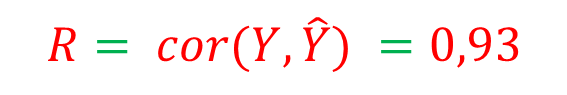 R = cor(Y, Ŷ) = 0,93